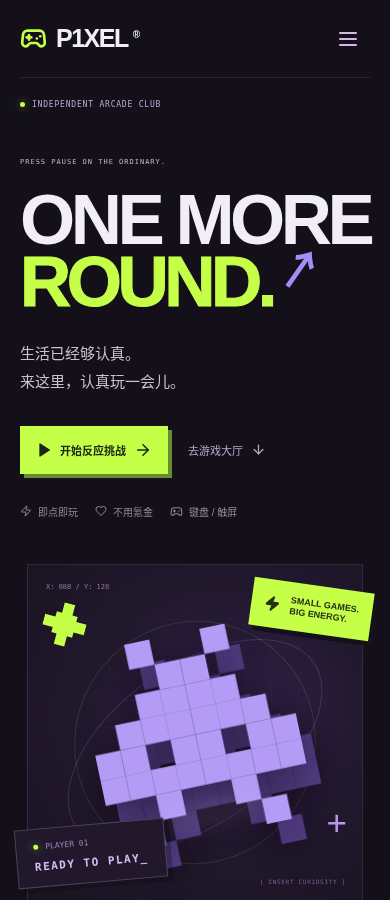 P1XEL ®
INDEPENDENT ARCADE CLUB
PRESS PAUSE ON THE ORDINARY.
ONE MORE
ROUND.
生活已经够认真。
来这里，认真玩一会儿。
开始反应挑战
去游戏大厅
即点即玩
不用氪金
键盘 / 触屏
X: 088 / Y: 128
SMALL GAMES.
BIG ENERGY.
PLAYER 01
READY TO PLAY_
[ INSERT CURIOSITY ]